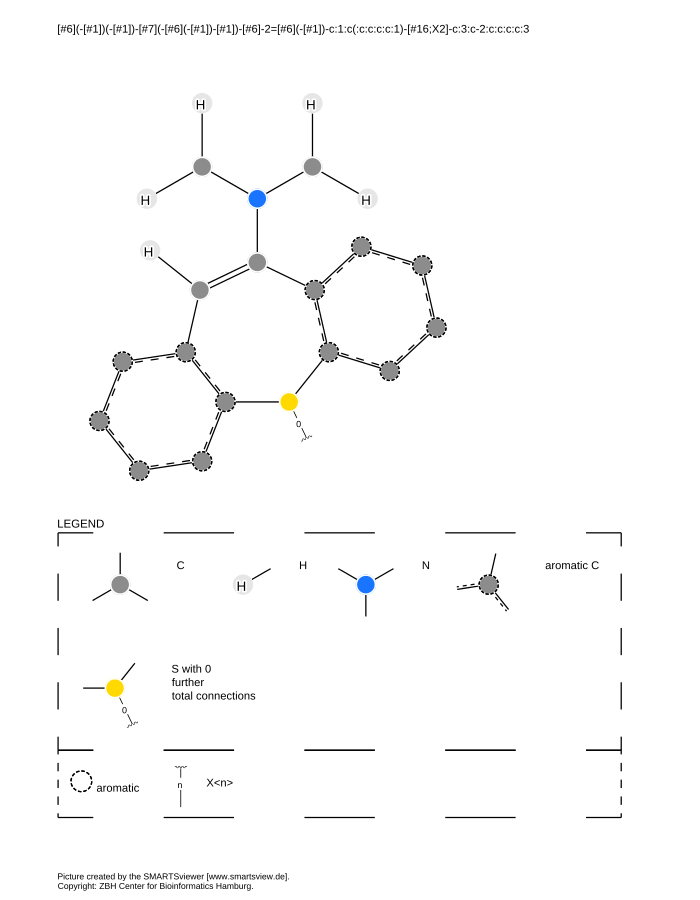 [#6](-[#1])(-[#1])-[#7](-[#6](-[#1])-[#1])-[#6]-2=[#6](-[#1])-c:1:c(:c:c:c:c:1)-[#16;X2]-c:3:c-2:c:c:c:c:3
H H
H H
H
0
LEGEND
C H N aromatic C
H
S with 0
further
total connections
0
aromatic n X<n>
Picture created by the SMARTSviewer [www.smartsview.de].
Copyright: ZBH Center for Bioinformatics Hamburg.